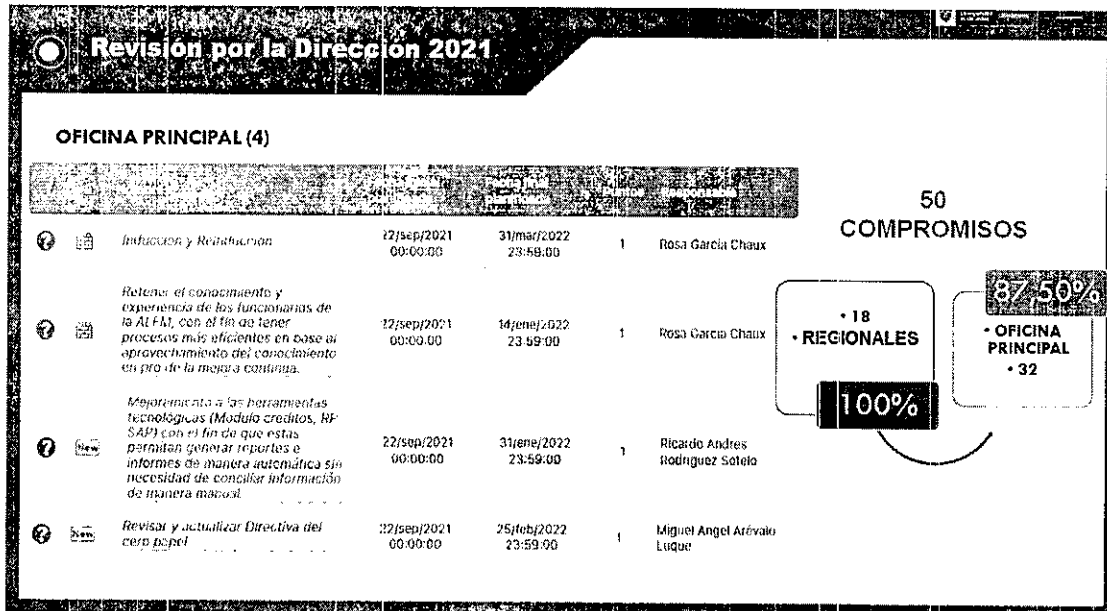 Revisión por la Dirección 2021
OFICINA PRINCIPAL (4)
Inducción y Reinducción
22/sep/2021
00:00:00
31/mar/2022
23:59:00
1
Rosa García Chaux
Retener el conocimiento y
experiencia de los funcionarios de
la ALFM, con el fin de tener
procesos más eficientes en base al
aprovechamiento del conocimiento
en pro de la mejora continua.
22/sep/2021
00:00:00
14/ene/2022
23:59:00
1
Rosa García Chaux
Mejoramiento a las herramientas
tecnológicas (Modulo creditos, RP
SAP) con el fin de que estas
permitan generar reportes e
informes de manera automática sin
necesidad de conciliar información
de manera manual.
New
22/sep/2021
00:00:00
31/ene/2022
23:59:00
1
Ricardo Andres
Rodriguez Sotelo
Revisar y actualizar Directiva del
cero papel
New
22/sep/2021
00:00:00
25/feb/2022
23:59:00
1
Miguel Angel Arévalo
Luque
50
COMPROMISOS
• 18
• REGIONALES
100%
87,50%
• OFICINA
PRINCIPAL
• 32